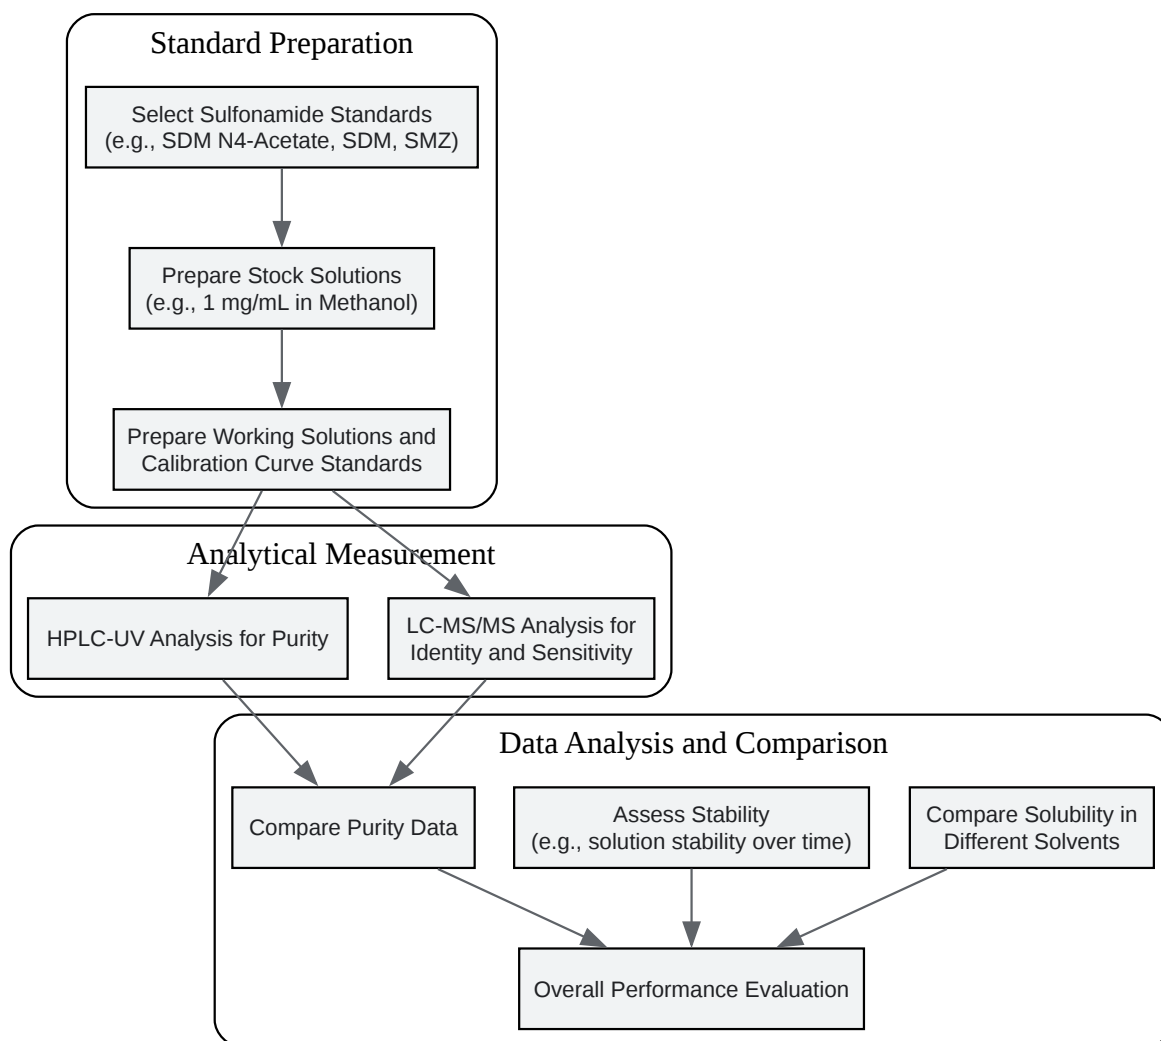 Standard Preparation
Select Sulfonamide Standards
(e.g., SDM N4-Acetate, SDM, SMZ)
Prepare Stock Solutions
(e.g., 1 mg/mL in Methanol)
Prepare Working Solutions and
Calibration Curve Standards
Analytical Measurement
HPLC-UV Analysis for Purity
LC-MS/MS Analysis for
Identity and Sensitivity
Data Analysis and Comparison
Compare Purity Data
Assess Stability
(e.g., solution stability over time)
Compare Solubility in
Different Solvents
Overall Performance Evaluation